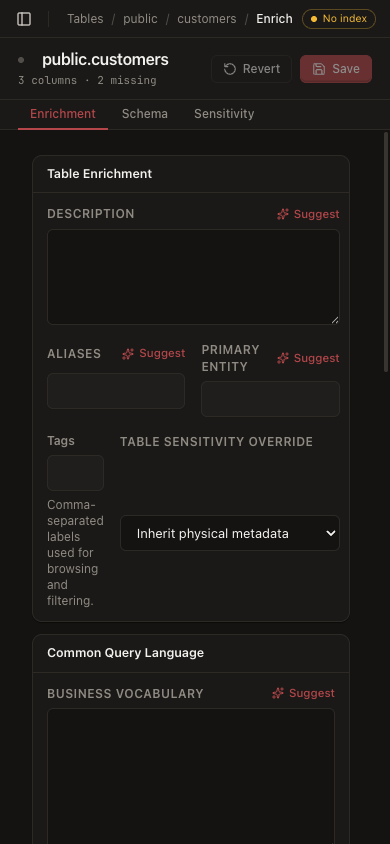 Tables / public / customers / Enrich
No index
public.customers
3 columns · 2 missing
Revert
Save
Enrichment
Schema
Sensitivity
Table Enrichment
DESCRIPTION
Suggest
ALIASES
Suggest
PRIMARY
ENTITY
Suggest
Tags
Comma-
separated
labels
used for
browsing
and
filtering.
TABLE SENSITIVITY OVERRIDE
Inherit physical metadata
Common Query Language
BUSINESS VOCABULARY
Suggest